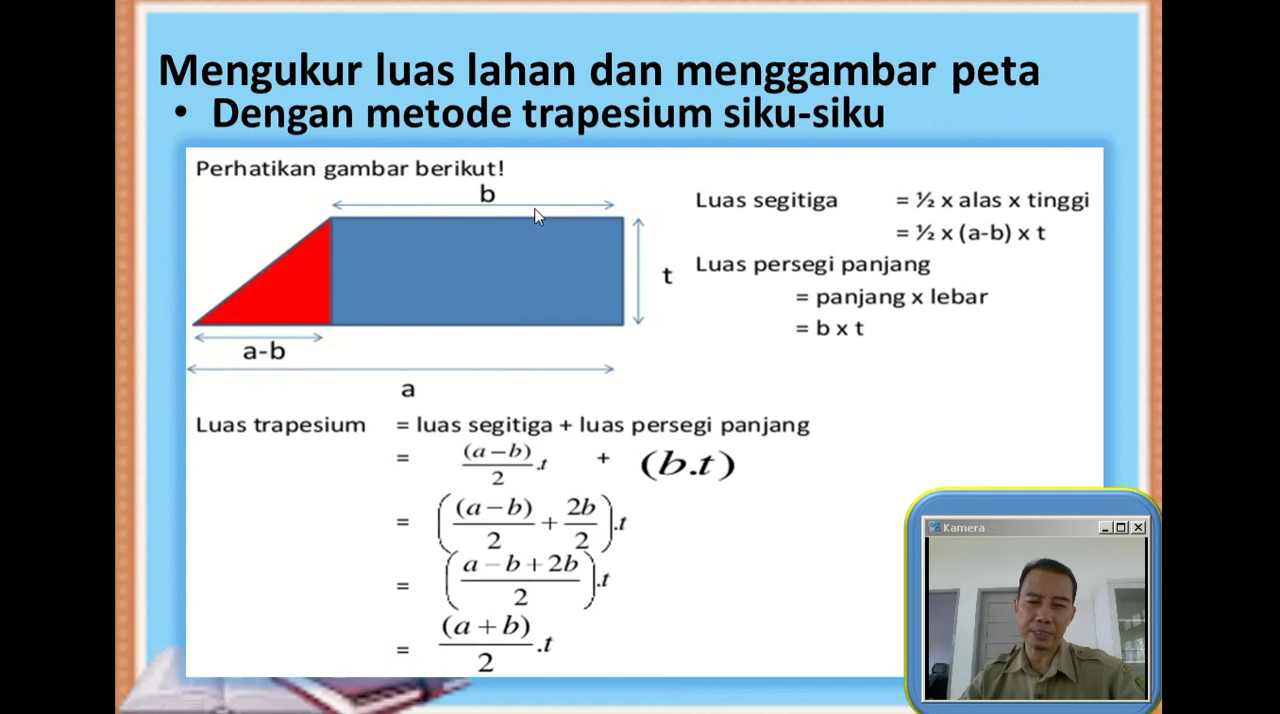 Mengukur luas lahan dan menggambar peta
• Dengan metode trapesium siku-siku
Perhatikan gambar berikut!
b
t
a-b
a
Luas segitiga = ½ x alas x tinggi
= ½ x (a-b) x t
Luas persegi panjang
= panjang x lebar
= b x t
Luas trapesium = luas segitiga + luas persegi panjang
= (a-b)/2 .t + (b.t)
= ((a-b)/2 + 2b/2).t
= (a-b+2b/2).t
= (a+b)/2 .t
Kamera